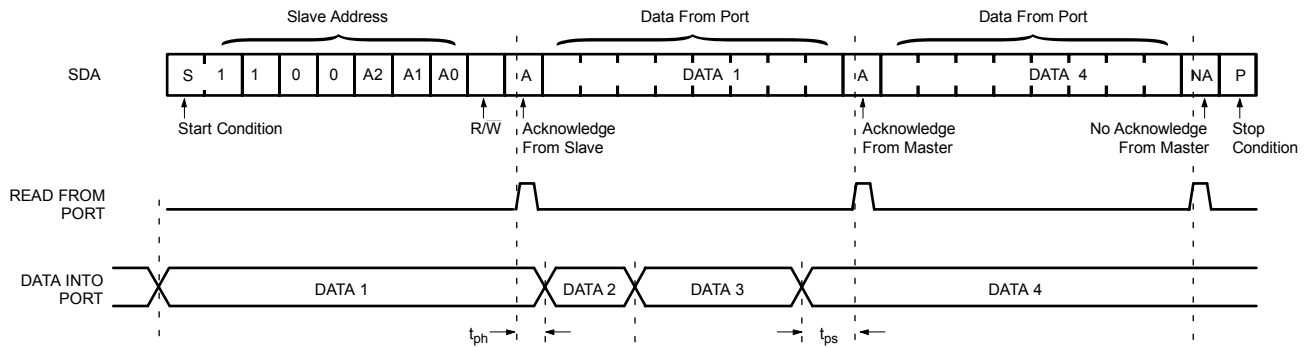 Slave Address Data From Port Data From Port
SDA S 1 1 0 0 A2 A1 A0 A DATA 1 A DATA 4 NA P
Start Condition R/W̅ Acknowledge From Slave Acknowledge From Master No Acknowledge From Master Stop Condition
READ FROM PORT
DATA INTO PORT DATA 1 DATA 2 DATA 3 DATA 4
tph tps